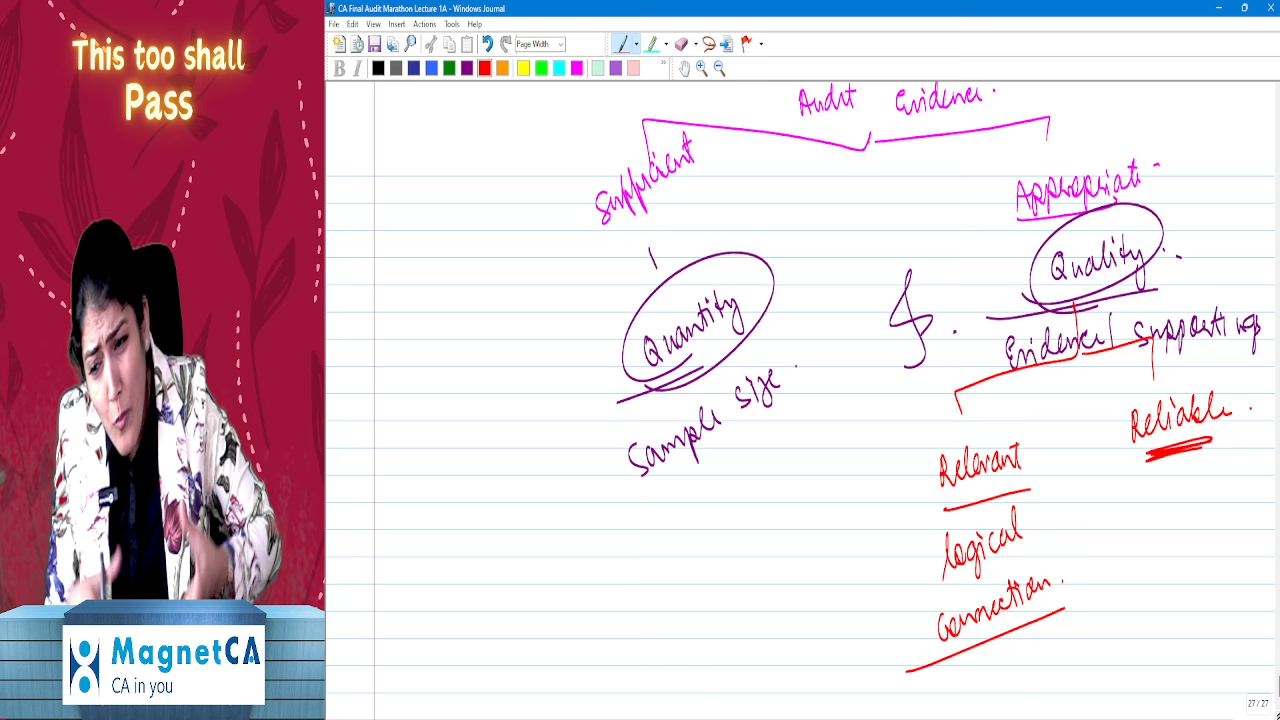 This too shall
Pass
CA Final Audit Marathon Lecture 1A - Windows Journal
File Edit View Insert Actions Tools Help
Page Width
B I
Audit Evidence.
Sufficient
Appropriate
Quantity
Quality
Sample size
Evidence/ supporting
Relevant
Reliable
logical
connection
MagnetCA
CA in you
27 / 27